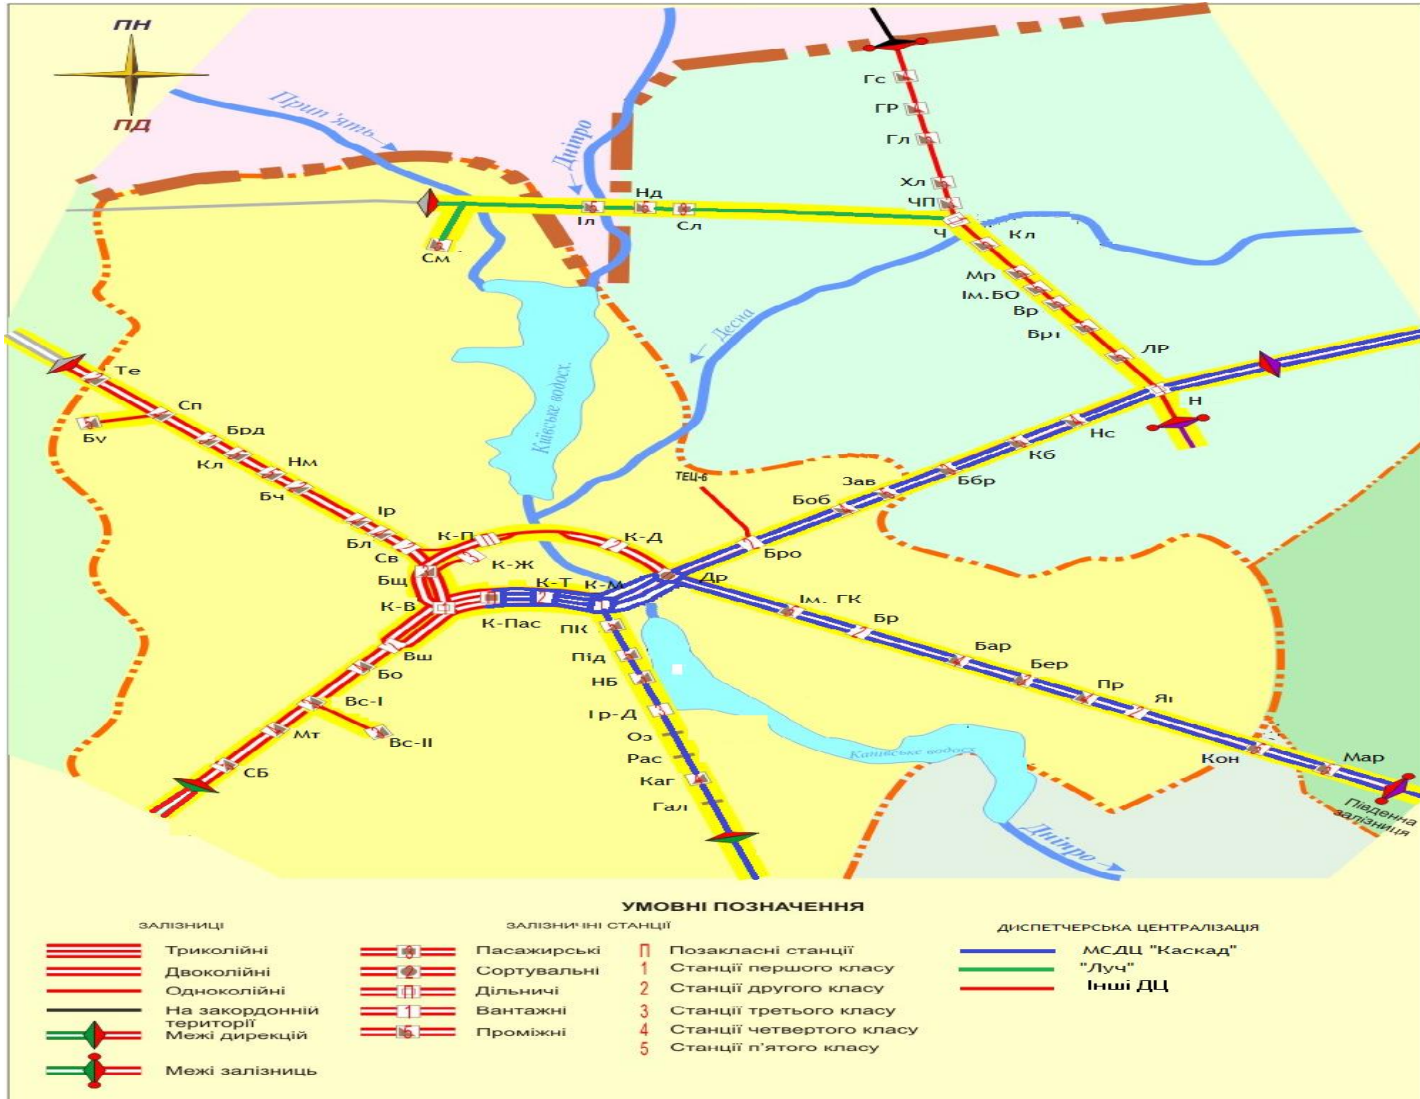 ПН
ПД
Прип'ять
Дніпро
Гс
ГР
Гл
Хл
ЧП
Нд
Іл
Сл
Ч
Кл
См
Мр
Ім.БО
Вр
Врı
ЛР
Десна
Те
Сп
Бv
Брд
Кл
Нм
Бч
Київське водосх.
Н
Нс
Кб
Ббр
Зав
Боб
ТЕЦ-6
Бро
Ір
Бл
Св
К-П
К-Д
К-Ж
Бщ
К-В
К-Т
К-М
Др
К-Пас
ПК
Ім. ГК
Бр
Вш
Під
Бар
Бо
НБ
Бер
Пр
Яı
Вс-І
Ір-Д
Мт
Вс-ІІ
Оз
Рас
Канівське водосх
СБ
Каг
Кон
Мар
Гал
Південна
залізниця
Дніпро
УМОВНІ ПОЗНАЧЕННЯ
ЗАЛІЗНИЦІ
Триколійні
Двоколійні
Одноколійні
На закордонній
території
Межі дирекцій
Межі залізниць
ЗАЛІЗНИЧНІ СТАНЦІЇ
Пасажирські
2 Сортувальні
П Дільничі
1 Вантажні
5 Проміжні
П Позакласні станції
1 Станції першого класу
2 Станції другого класу
3 Станції третього класу
4 Станції четвертого класу
5 Станції п'ятого класу
ДИСПЕТЧЕРСЬКА ЦЕНТРАЛІЗАЦІЯ
МСДЦ "Каскад"
"Луч"
Інші ДЦ